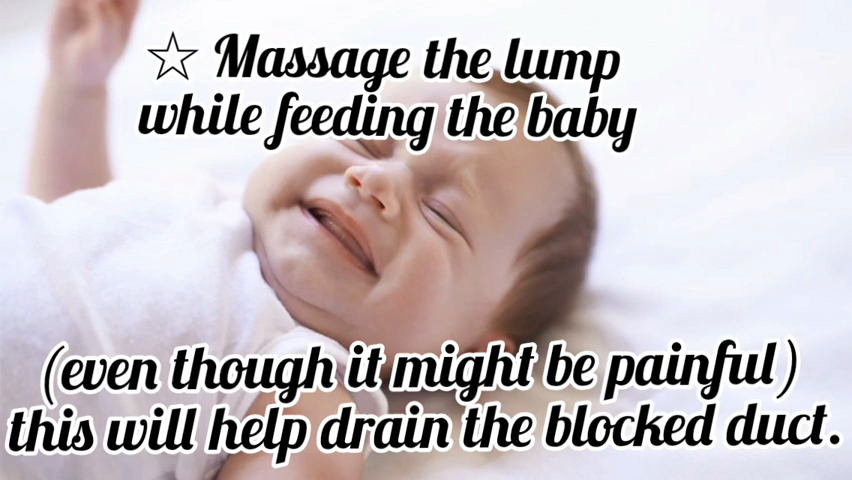 ☆ Massage the lump
while feeding the baby
(even though it might be painful)
this will help drain the blocked duct.